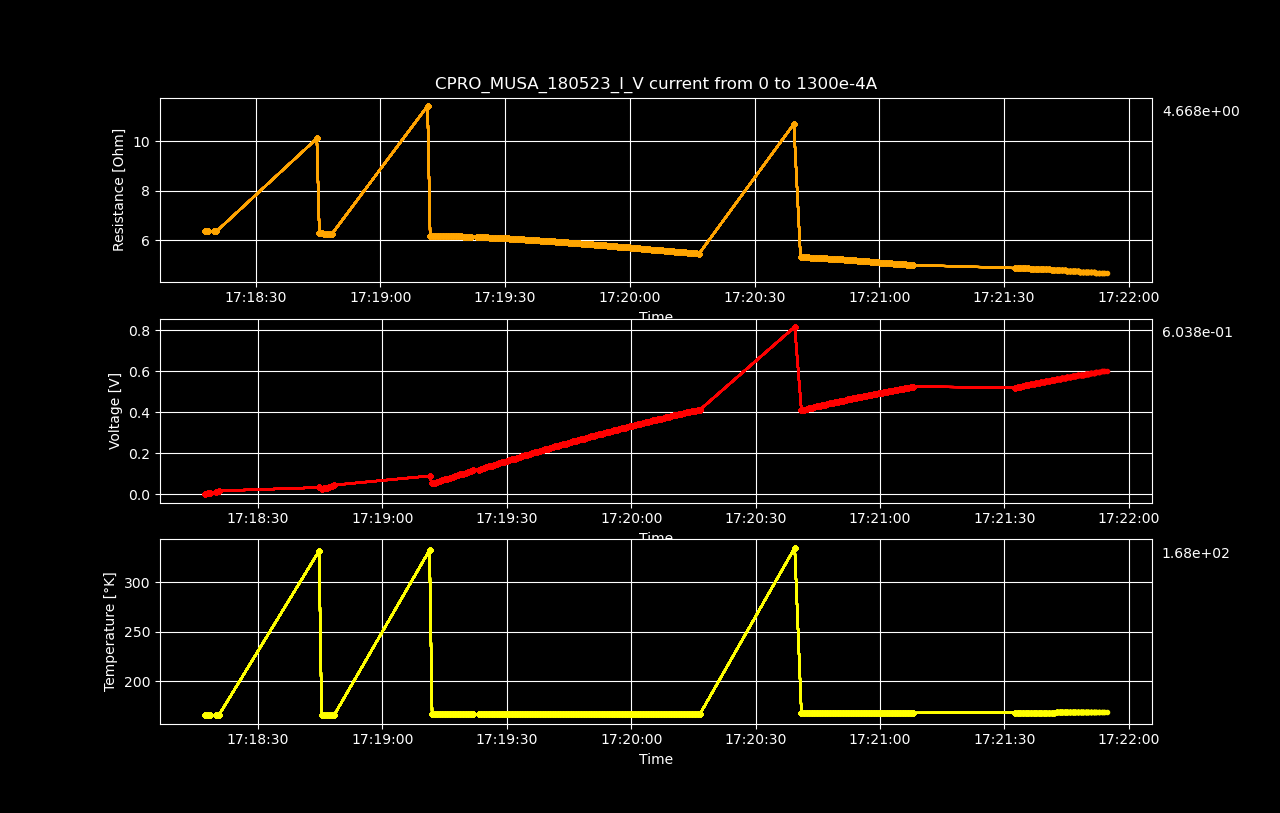 CPRO_MUSA_180523_I_V current from 0 to 1300e-4A
4.668e+00
Resistance [Ohm]
10
8
6
17:18:30 17:19:00 17:19:30 17:20:00 17:20:30 17:21:00 17:21:30 17:22:00
Time
6.038e-01
Voltage [V]
0.8
0.6
0.4
0.2
0.0
17:18:30 17:19:00 17:19:30 17:20:00 17:20:30 17:21:00 17:21:30 17:22:00
Time
1.68e+02
Temperature [°K]
300
250
200
17:18:30 17:19:00 17:19:30 17:20:00 17:20:30 17:21:00 17:21:30 17:22:00
Time